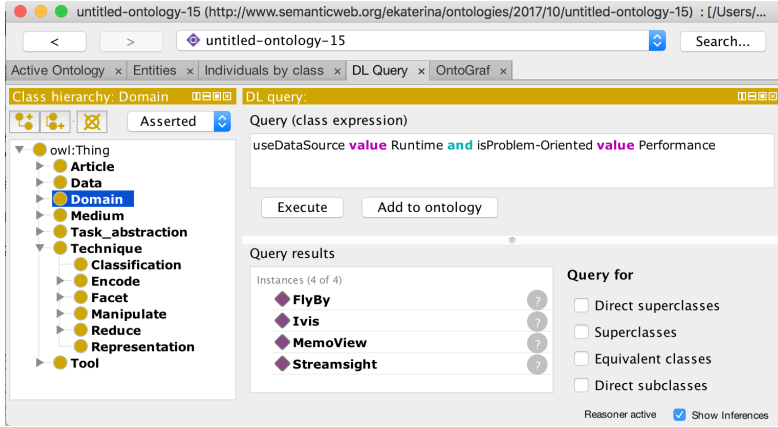 untitled-ontology-15 (http://www.semanticweb.org/ekaterina/ontologies/2017/10/untitled-ontology-15) : [/Users/...
< > untitled-ontology-15 Search...
Active Ontology × Entities × Individuals by class × DL Query × OntoGraf ×
Class hierarchy: Domain
Asserted
owl:Thing
Article
Data
Domain
Medium
Task_abstraction
Technique
Classification
Encode
Facet
Manipulate
Reduce
Representation
Tool
DL query:
Query (class expression)
useDataSource value Runtime and isProblem-Oriented value Performance
Execute Add to ontology
Query results
Instances (4 of 4)
FlyBy ?
Ivis ?
MemoView ?
Streamsight ?
Query for
Direct superclasses
Superclasses
Equivalent classes
Direct subclasses
Reasoner active Show Inferences